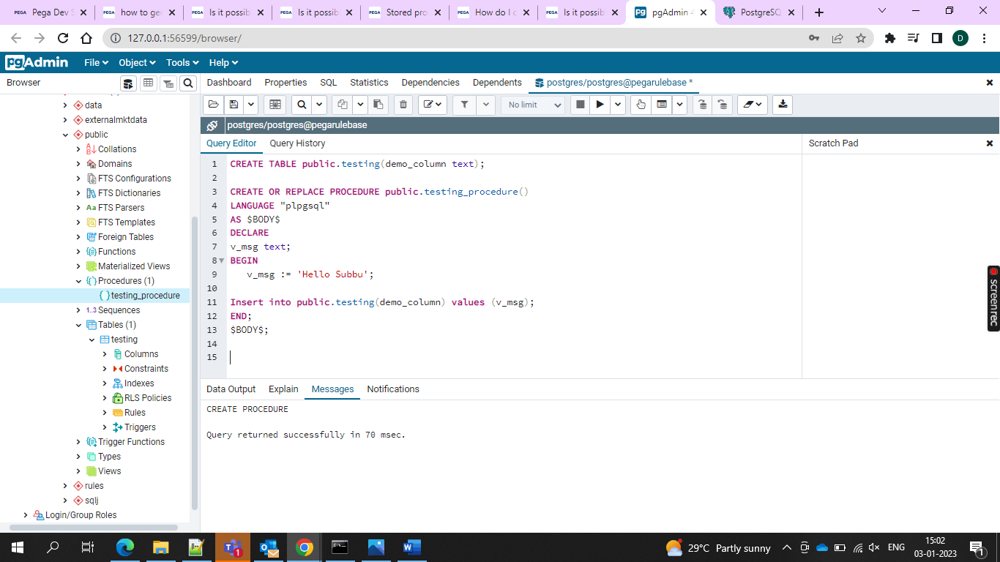 PEGA Pega Dev S
PEGA how to ger
PEGA Is it possib
PEGA Is it possib
PEGA Stored pro
PEGA How do I c
PEGA Is it possib
pg pgAdmin 4
PostgreSQ
127.0.0.1:56599/browser/
D
pgAdmin File Object Tools Help
Browser
Dashboard Properties SQL Statistics Dependencies Dependents postgres/postgres@pegarulebase *
No limit
postgres/postgres@pegarulebase
Query Editor Query History
Scratch Pad
data
externalmktdata
public
Collations
Domains
FTS Configurations
FTS Dictionaries
Aa FTS Parsers
FTS Templates
Foreign Tables
Functions
Materialized Views
Procedures (1)
testing_procedure
1..3 Sequences
Tables (1)
testing
Columns
Constraints
Indexes
RLS Policies
Rules
Triggers
Trigger Functions
Types
Views
rules
sqlj
Login/Group Roles
1 CREATE TABLE public.testing(demo_column text);
2
3 CREATE OR REPLACE PROCEDURE public.testing_procedure()
4 LANGUAGE "plpgsql"
5 AS $BODY$
6 DECLARE
7 v_msg text;
8 BEGIN
9 v_msg := 'Hello Subbu';
10
11 Insert into public.testing(demo_column) values (v_msg);
12 END;
13 $BODY$;
14
15
screenrec
Data Output Explain Messages Notifications
CREATE PROCEDURE
Query returned successfully in 70 msec.
1
29°C Partly sunny
ENG
15:02
03-01-2023
1